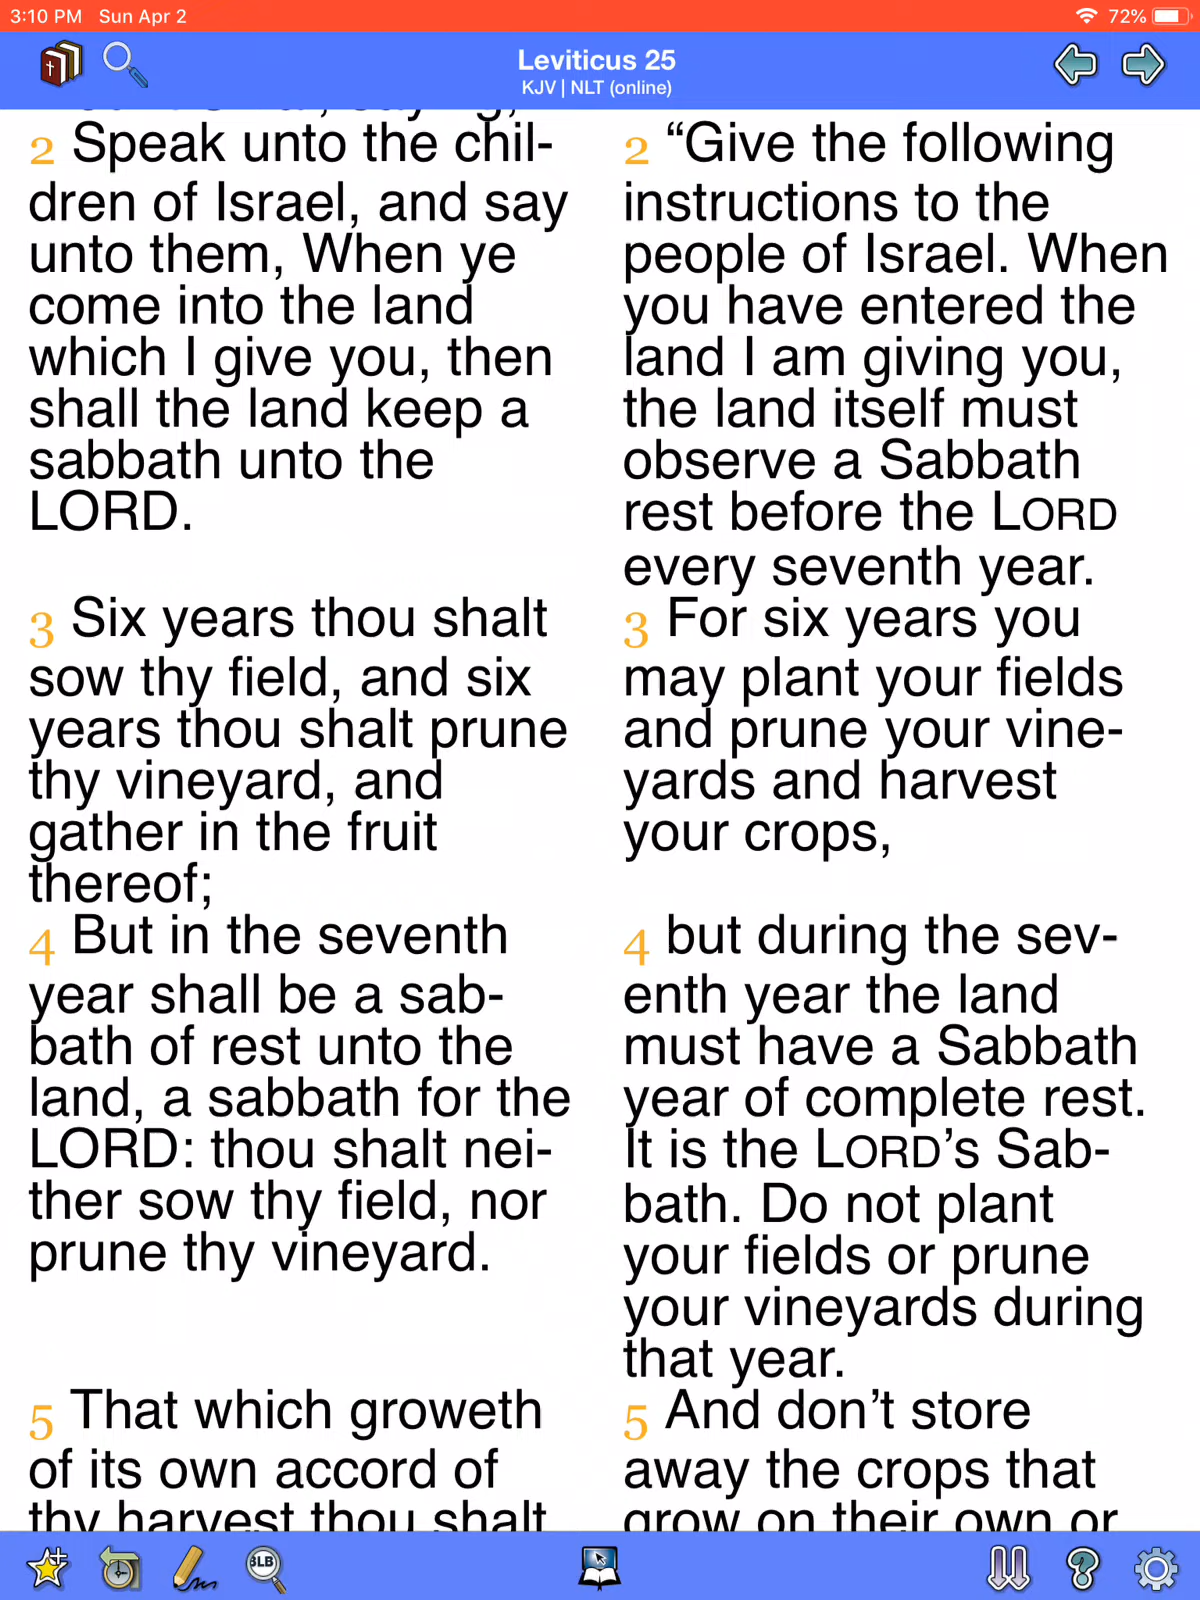 3:10 PM Sun Apr 2
72%
Leviticus 25
KJV | NLT (online)
2 Speak unto the chil-
dren of Israel, and say
unto them, When ye
come into the land
which I give you, then
shall the land keep a
sabbath unto the
LORD.
3 Six years thou shalt
sow thy field, and six
years thou shalt prune
thy vineyard, and
gather in the fruit
thereof;
4 But in the seventh
year shall be a sab-
bath of rest unto the
land, a sabbath for the
LORD: thou shalt nei-
ther sow thy field, nor
prune thy vineyard.
5 That which groweth
of its own accord of
thy harvest thou shalt
2 “Give the following
instructions to the
people of Israel. When
you have entered the
land I am giving you,
the land itself must
observe a Sabbath
rest before the LORD
every seventh year.
3 For six years you
may plant your fields
and prune your vine-
yards and harvest
your crops,
4 but during the sev-
enth year the land
must have a Sabbath
year of complete rest.
It is the LORD’s Sab-
bath. Do not plant
your fields or prune
your vineyards during
that year.
5 And don’t store
away the crops that
grow on their own or
BLB